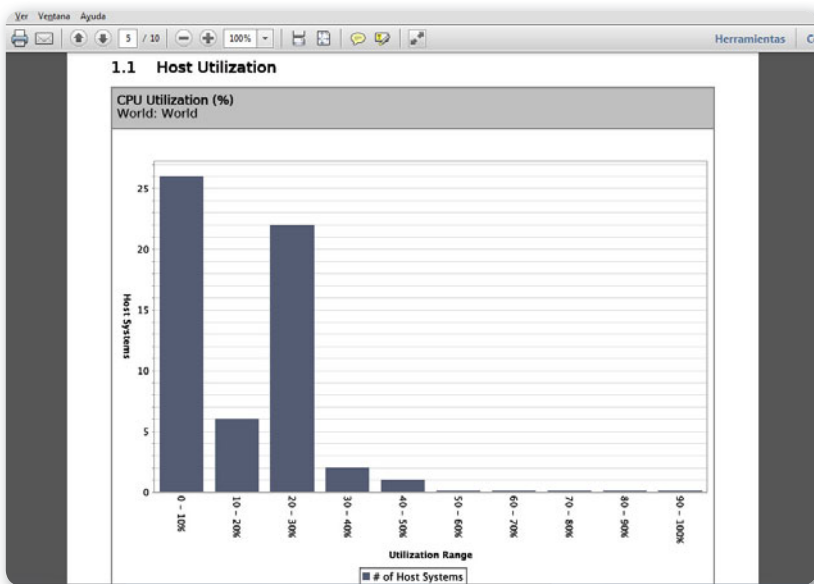 Ver Ventana Ayuda
5 / 10 100% Herramientas
1.1 Host Utilization
CPU Utilization (%)
World: World
25
20
15
10
5
0
Host Systems
0 - 10%
10 - 20%
20 - 30%
30 - 40%
40 - 50%
50 - 60%
60 - 70%
70 - 80%
80 - 90%
90 - 100%
Utilization Range
# of Host Systems